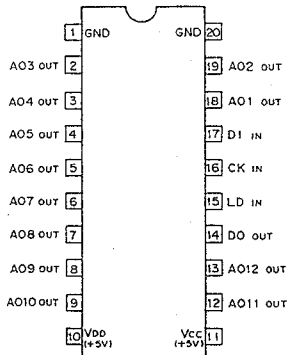 1 GND GND 20
AO3 OUT 2 19 AO2 OUT
AO4 OUT 3 18 AO1 OUT
AO5 OUT 4 17 DI IN
AO6 OUT 5 16 CK IN
AO7 OUT 6 15 LD IN
AO8 OUT 7 14 DO OUT
AO9 OUT 8 13 AO12 OUT
AO10 OUT 9 12 AO11 OUT
10 VDD VCC 11
(+5V) (+5V)